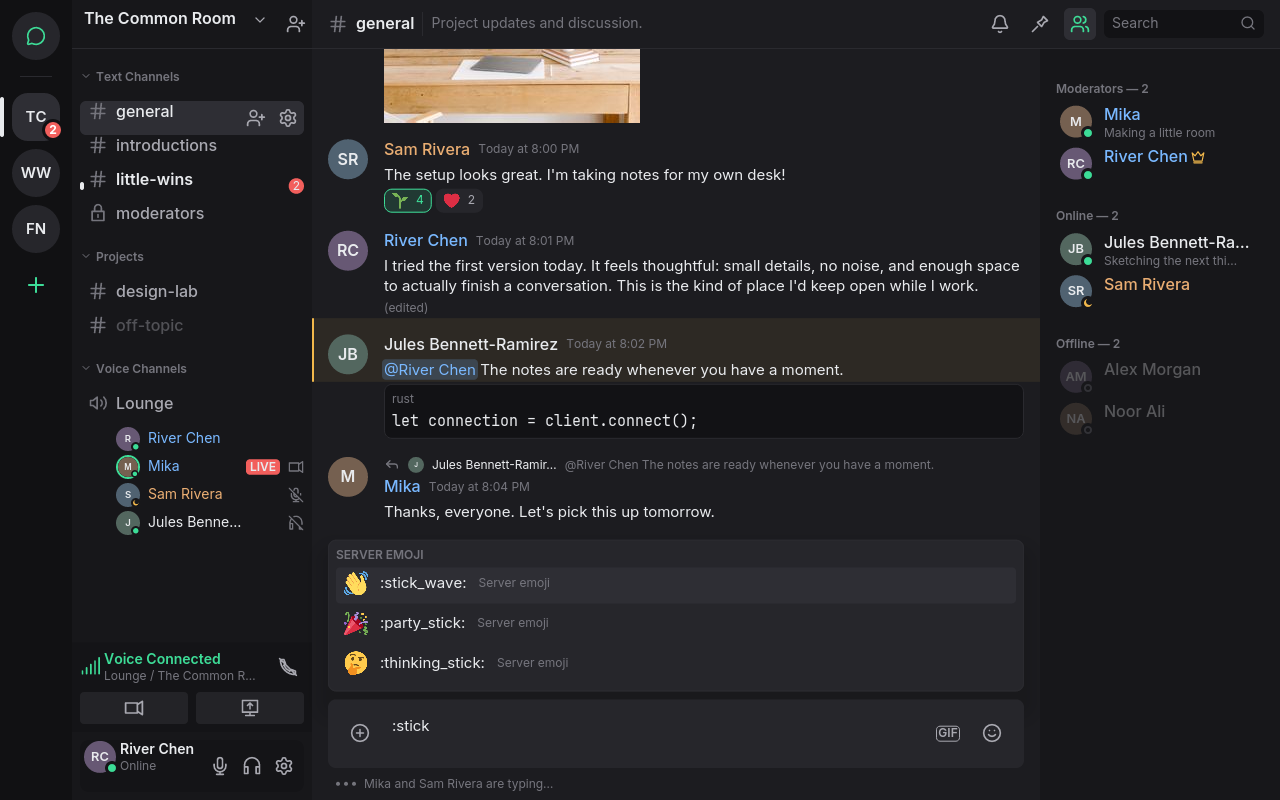 The Common Room
general
Project updates and discussion.
Search
TC
2
WW
FN
Text Channels
general
introductions
little-wins
2
moderators
Projects
design-lab
off-topic
Voice Channels
Lounge
R
River Chen
M
Mika
LIVE
S
Sam Rivera
J
Jules Benne...
Voice Connected
Lounge / The Common R...
RC
River Chen
Online
SR
Sam Rivera
Today at 8:00 PM
The setup looks great. I'm taking notes for my own desk!
4
2
RC
River Chen
Today at 8:01 PM
I tried the first version today. It feels thoughtful: small details, no noise, and enough space
to actually finish a conversation. This is the kind of place I'd keep open while I work.
(edited)
JB
Jules Bennett-Ramirez
Today at 8:02 PM
@River Chen The notes are ready whenever you have a moment.
rust
let connection = client.connect();
J
Jules Bennett-Ramir...
@River Chen The notes are ready whenever you have a moment.
M
Mika
Today at 8:04 PM
Thanks, everyone. Let's pick this up tomorrow.
SERVER EMOJI
:stick_wave: Server emoji
:party_stick: Server emoji
:thinking_stick: Server emoji
:stick
GIF
Mika and Sam Rivera are typing...
Moderators — 2
M
Mika
Making a little room
RC
River Chen
Online — 2
JB
Jules Bennett-Ra...
Sketching the next thi...
SR
Sam Rivera
Offline — 2
AM
Alex Morgan
NA
Noor Ali